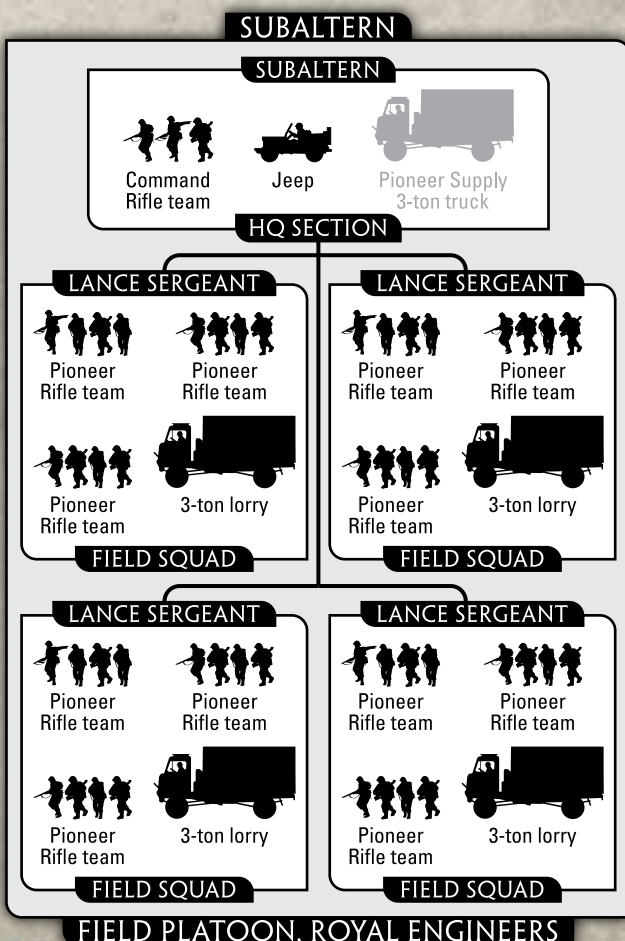 SUBALTERN
SUBALTERN
Command
Rifle team
Jeep
Pioneer Supply
3-ton truck
HQ SECTION
LANCE SERGEANT
Pioneer
Rifle team
Pioneer
Rifle team
Pioneer
Rifle team
3-ton lorry
FIELD SQUAD
LANCE SERGEANT
Pioneer
Rifle team
Pioneer
Rifle team
Pioneer
Rifle team
3-ton lorry
FIELD SQUAD
LANCE SERGEANT
Pioneer
Rifle team
Pioneer
Rifle team
Pioneer
Rifle team
3-ton lorry
FIELD SQUAD
LANCE SERGEANT
Pioneer
Rifle team
Pioneer
Rifle team
Pioneer
Rifle team
3-ton lorry
FIELD SQUAD
FIELD PLATOON, ROYAL ENGINEERS